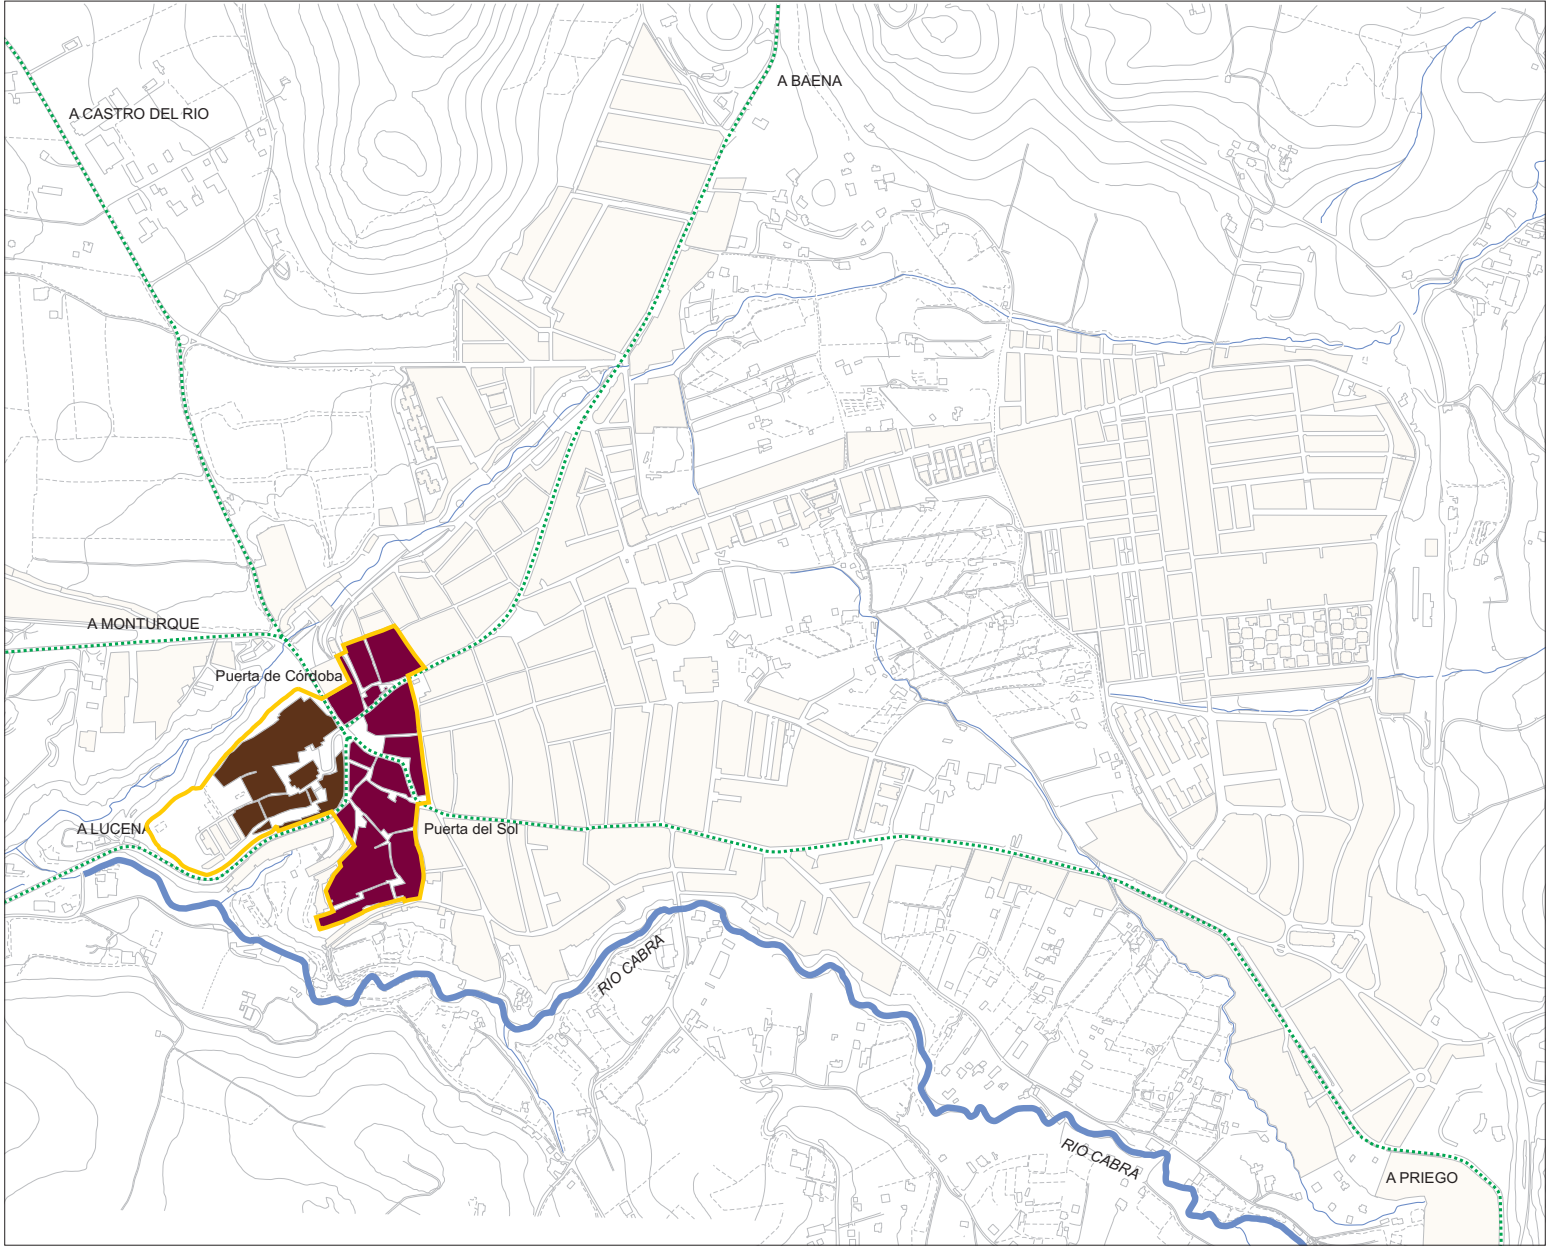 A BAENA
A CASTRO DEL RIO
A MONTURQUE
Puerta de Córdoba
A LUCENA
Puerta del Sol
RIO CABRA
RIO CABRA
A PRIEGO